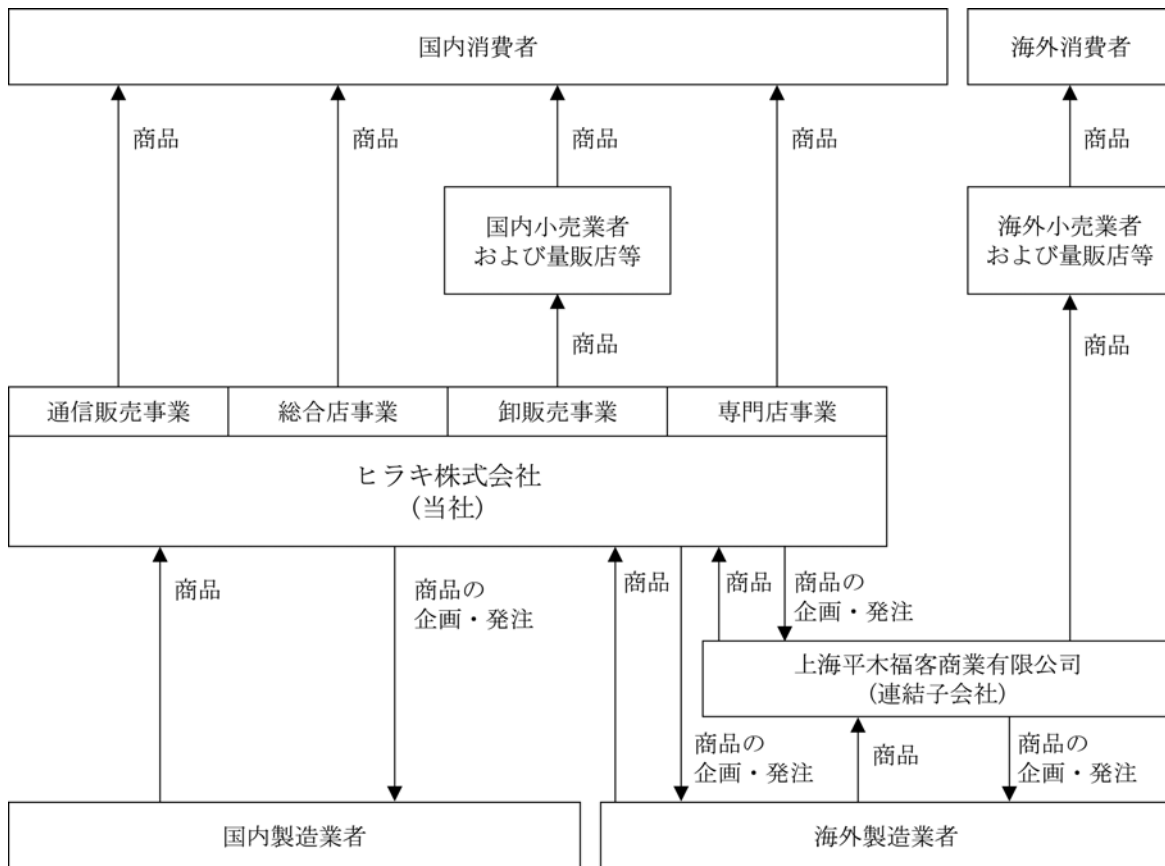 国内消費者
海外消費者
商品
商品
商品
商品
商品
国内小売業者
および量販店等
海外小売業者
および量販店等
商品
商品
通信販売事業
総合店事業
卸販売事業
専門店事業
ヒラキ株式会社
(当社)
商品
商品の
企画・発注
商品
商品
商品の
企画・発注
上海平木福客商業有限公司
(連結子会社)
商品の
企画・発注
商品
商品の
企画・発注
国内製造業者
海外製造業者